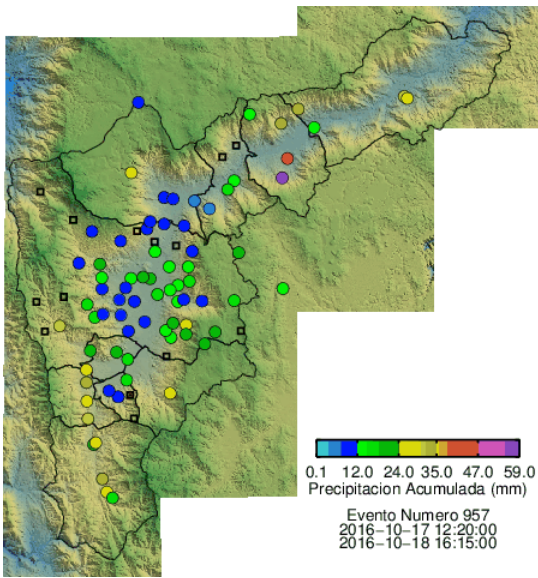 0.1 12.0 24.0 35.0 47.0 59.0
Precipitacion Acumulada (mm)
Evento Numero 957
2016-10-17 12:20:00
2016-10-18 16:15:00